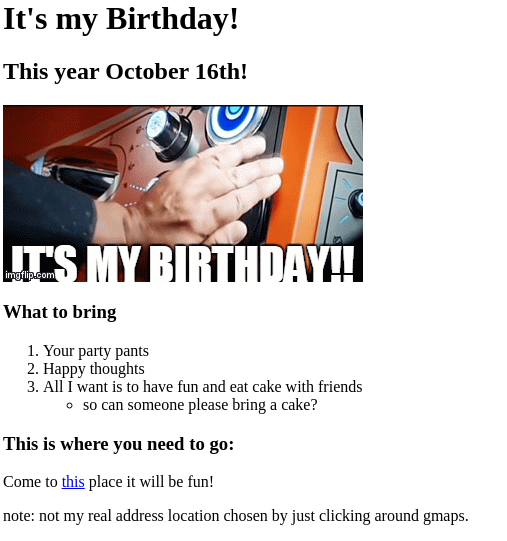 It's my Birthday!
This year October 16th!
IT'S MY BIRTHDAY!!
imgflip.com
What to bring
1. Your party pants
2. Happy thoughts
3. All I want is to have fun and eat cake with friends
so can someone please bring a cake?
This is where you need to go:
Come to this place it will be fun!
note: not my real address location chosen by just clicking around gmaps.